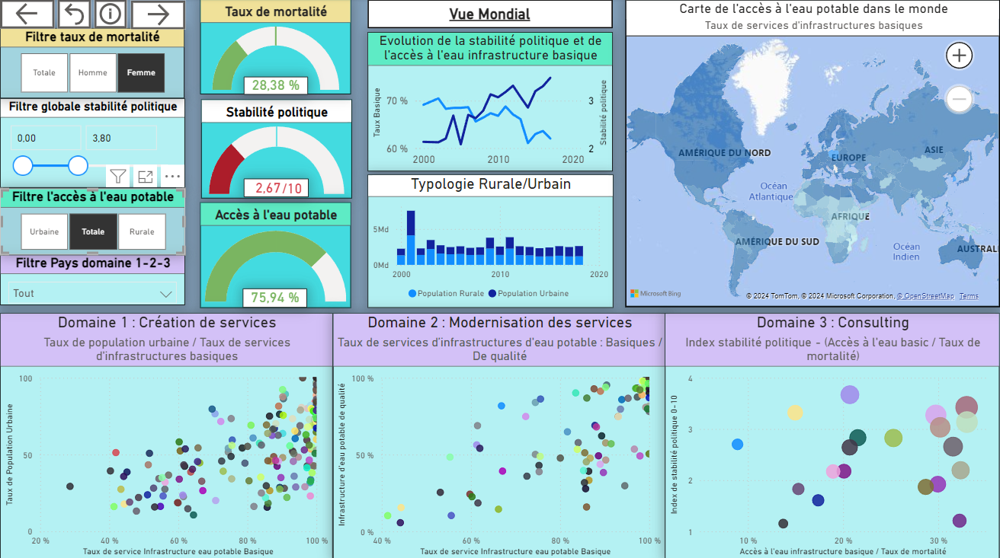 Filtre taux de mortalité
Totale
Homme
Femme
Filtre globale stabilité politique
0,00
3,80
Filtre l'accès à l'eau potable
Urbaine
Totale
Rurale
Filtre Pays domaine 1-2-3
Tout
Taux de mortalité
28,38 %
Stabilité politique
2,67/10
Accès à l'eau potable
75,94 %
Vue Mondial
Evolution de la stabilité politique et de
l'accès à l'eau infrastructure basique
Taux Basique
70 %
60 %
3
2
Stabilité politique
2000
2010
2020
Typologie Rurale/Urbain
5Md
0Md
2000
2010
2020
Population Rurale
Population Urbaine
Carte de l'accès à l'eau potable dans le monde
Taux de services d'infrastructures basiques
AMÉRIQUE DU NORD
EUROPE
ASIE
Océan
Atlantique
AFRIQUE
AMÉRIQUE DU SUD
Océan
Indien
AUSTRALI
Microsoft Bing
© 2024 TomTom, © 2024 Microsoft Corporation, © OpenStreetMap Terms
Domaine 1 : Création de services
Taux de population urbaine / Taux de services
d'infrastructures basiques
Taux de Population Urbaine
100
50
0
20 %
40 %
60 %
80 %
100 %
Taux de service Infrastructure eau potable Basique
Domaine 2 : Modernisation des services
Taux de services d'infrastructures d'eau potable : Basiques /
De qualité
Infrastructure d'eau potable de qualité
100 %
50 %
0 %
40 %
60 %
80 %
100 %
Taux de service Infrastructure eau potable Basique
Domaine 3 : Consulting
Index stabilité politique - (Accès à l'eau basic / Taux de
mortalité)
Index de stabilité politique 0-10
4
3
2
1
10 %
20 %
30 %
Accès à l'eau infrastructure basique / Taux de mortalité